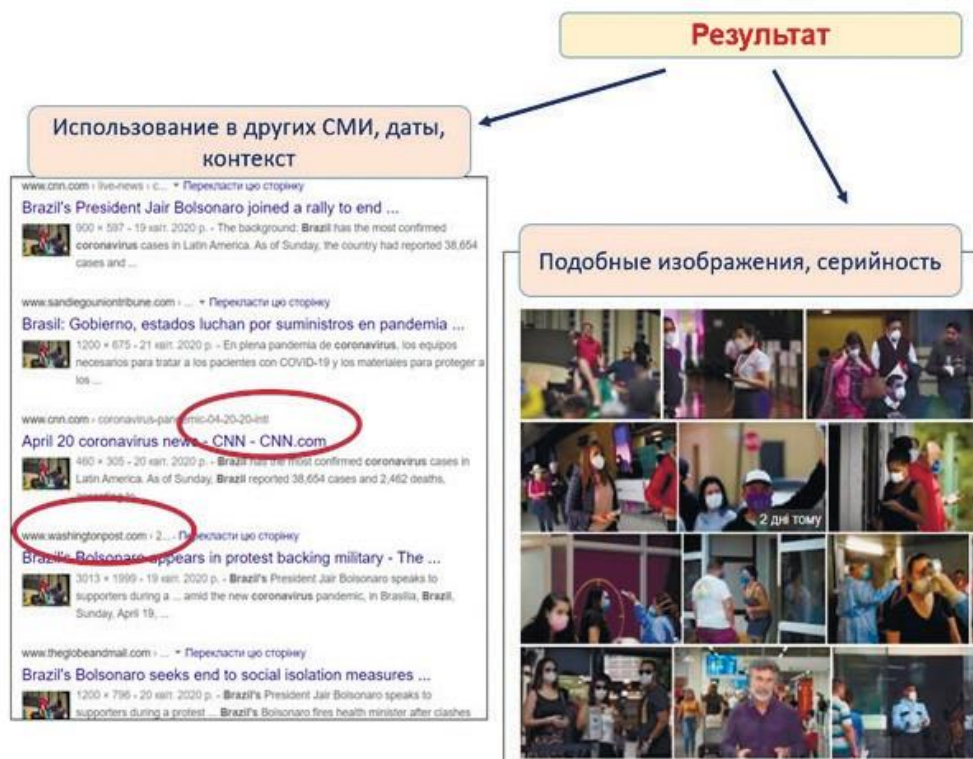 Результат
Использование в других СМИ, даты,
контекст
www.cnn.com › live-news › c... ▾ Перекласти цю сторінку
Brazil's President Jair Bolsonaro joined a rally to end ...
900 × 597 - 19 квіт. 2020 р. - The background: Brazil has the most confirmed
coronavirus cases in Latin America. As of Sunday, the country had reported 38,654
cases and ...
www.sandiegouniontribune.com › ... ▾ Перекласти цю сторінку
Brasil: Gobierno, estados luchan por suministros en pandemia ...
1200 × 675 - 21 квіт. 2020 р. - En plena pandemia de coronavirus, los equipos
necesarios para tratar a los pacientes con COVID-19 y los materiales para proteger a
los ...
www.cnn.com › coronavirus-pandemic-04-20-20-intl
April 20 coronavirus news - CNN - CNN.com
460 × 305 - 20 квіт. 2020 р. - Brazil has the most confirmed coronavirus cases in
Latin America. As of Sunday, Brazil reported 38,654 cases and 2,462 deaths,
according to...
www.washingtonpost.com › 2... - Перекласти цю сторінку
Brazil's Bolsonaro appears in protest backing military - The ...
3013 × 1999 - 19 квіт. 2020 р. - Brazil's President Jair Bolsonaro speaks to
supporters during a ... amid the new coronavirus pandemic, in Brasilia, Brazil,
Sunday, April 19, ...
www.theglobeandmail.com › ... ▾ Перекласти цю сторінку
Brazil's Bolsonaro seeks end to social isolation measures ...
1200 × 796 - 20 квіт. 2020 р. - Brazil's President Jair Bolsonaro speaks to
supporters during a protest ... Brazil's Bolsonaro fires health minister after clashes
Подобные изображения, серийность
2 дні тому